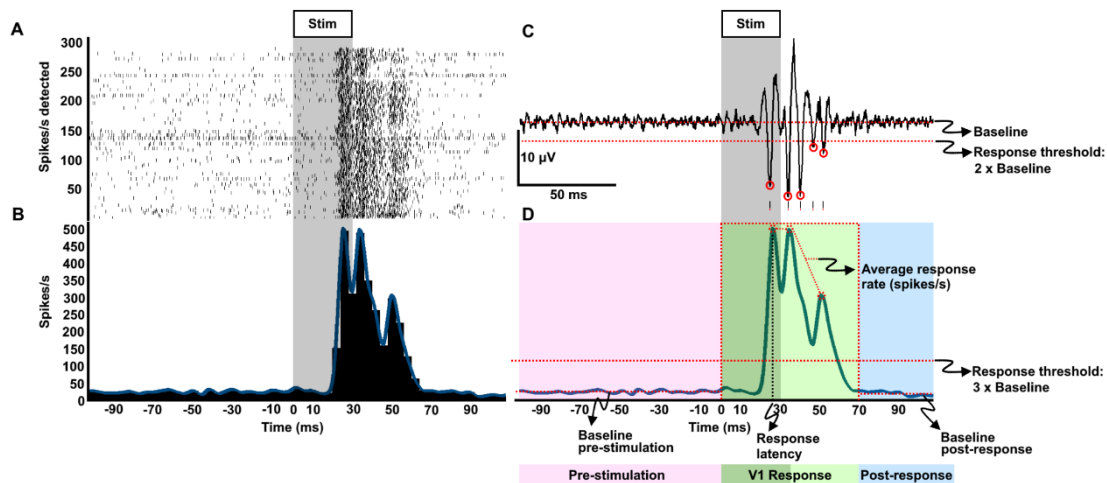 A
Stim
Spikes/s detected
300
250
200
150
100
50
C
Stim
Baseline
Response threshold:
2 x Baseline
10 µV
50 ms
B
Spikes/s
500
450
400
350
300
250
200
150
100
50
0
-90 -70 -50 -30 -10 0 10 30 50 70 90
Time (ms)
D
Average response
rate (spikes/s)
Response threshold:
3 x Baseline
-90 -70 -50 -30 -10 0 10 30 50 70 90
Time (ms)
Baseline
pre-stimulation
Response
latency
Baseline
post-response
Pre-stimulation V1 Response Post-response